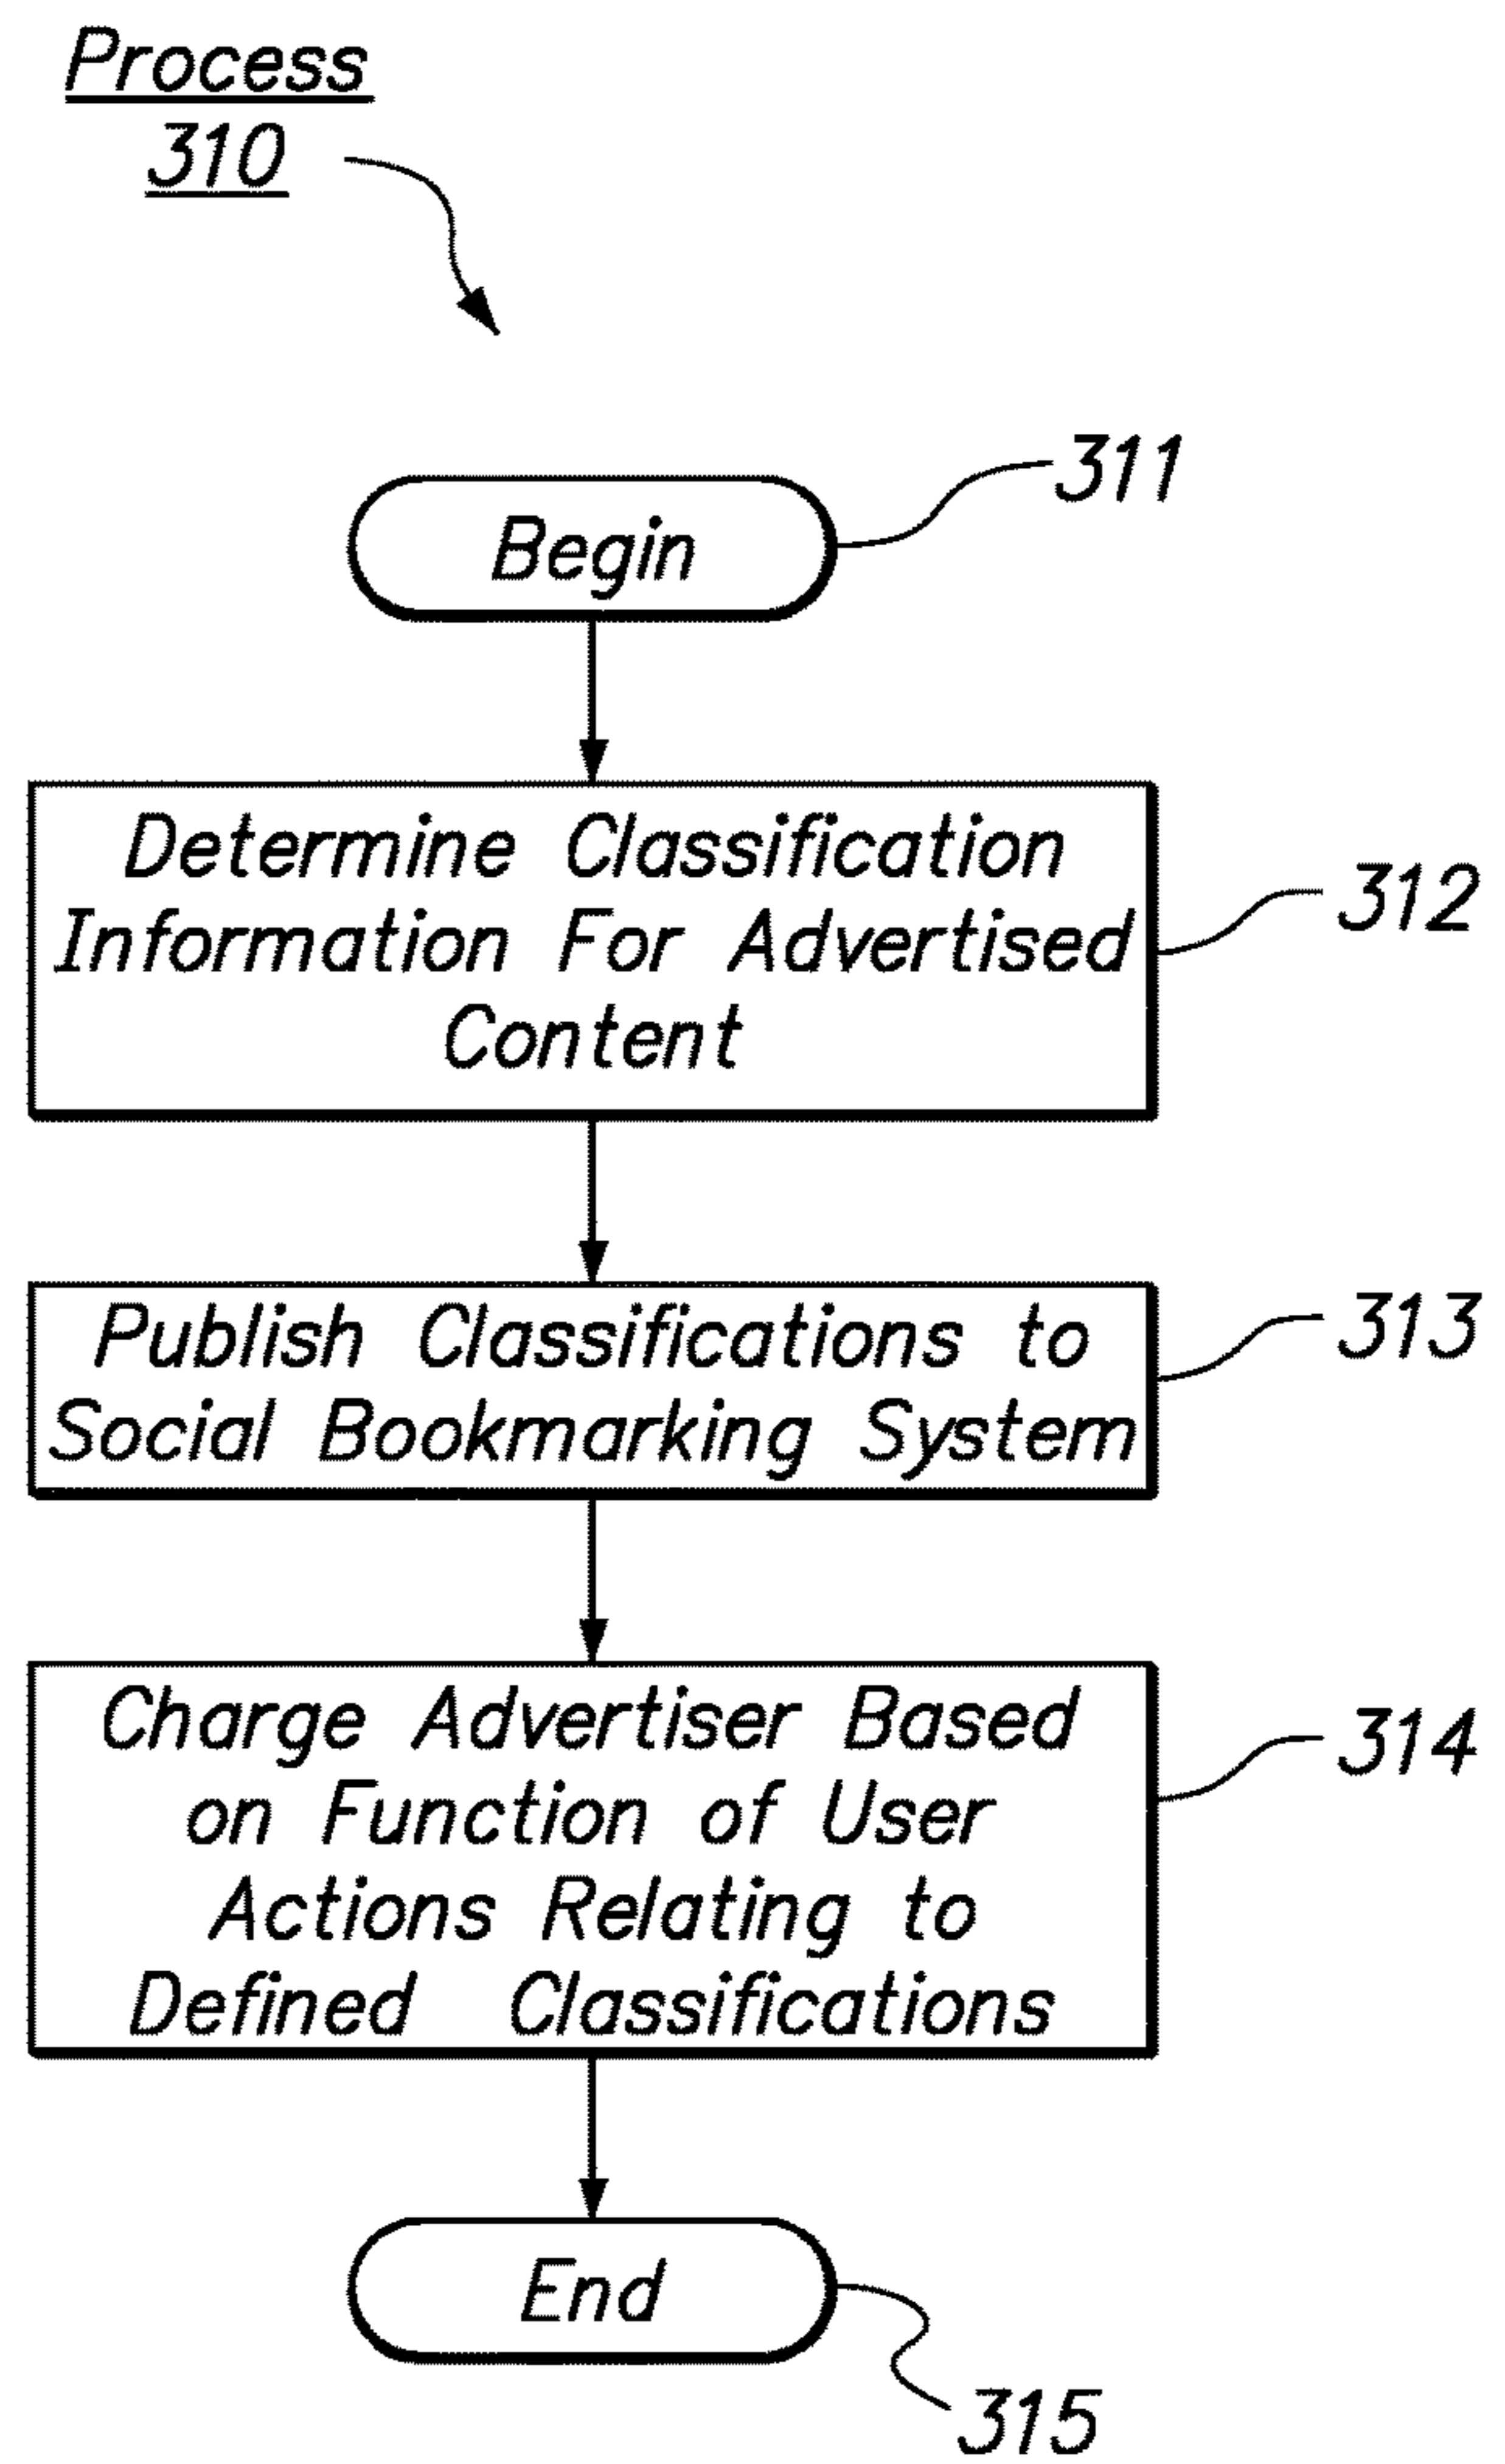 Process
310
Begin
311
Determine Classification
Information For Advertised
Content
312
Publish Classifications to
Social Bookmarking System
313
Charge Advertiser Based
on Function of User
Actions Relating to
Defined Classifications
314
End
315